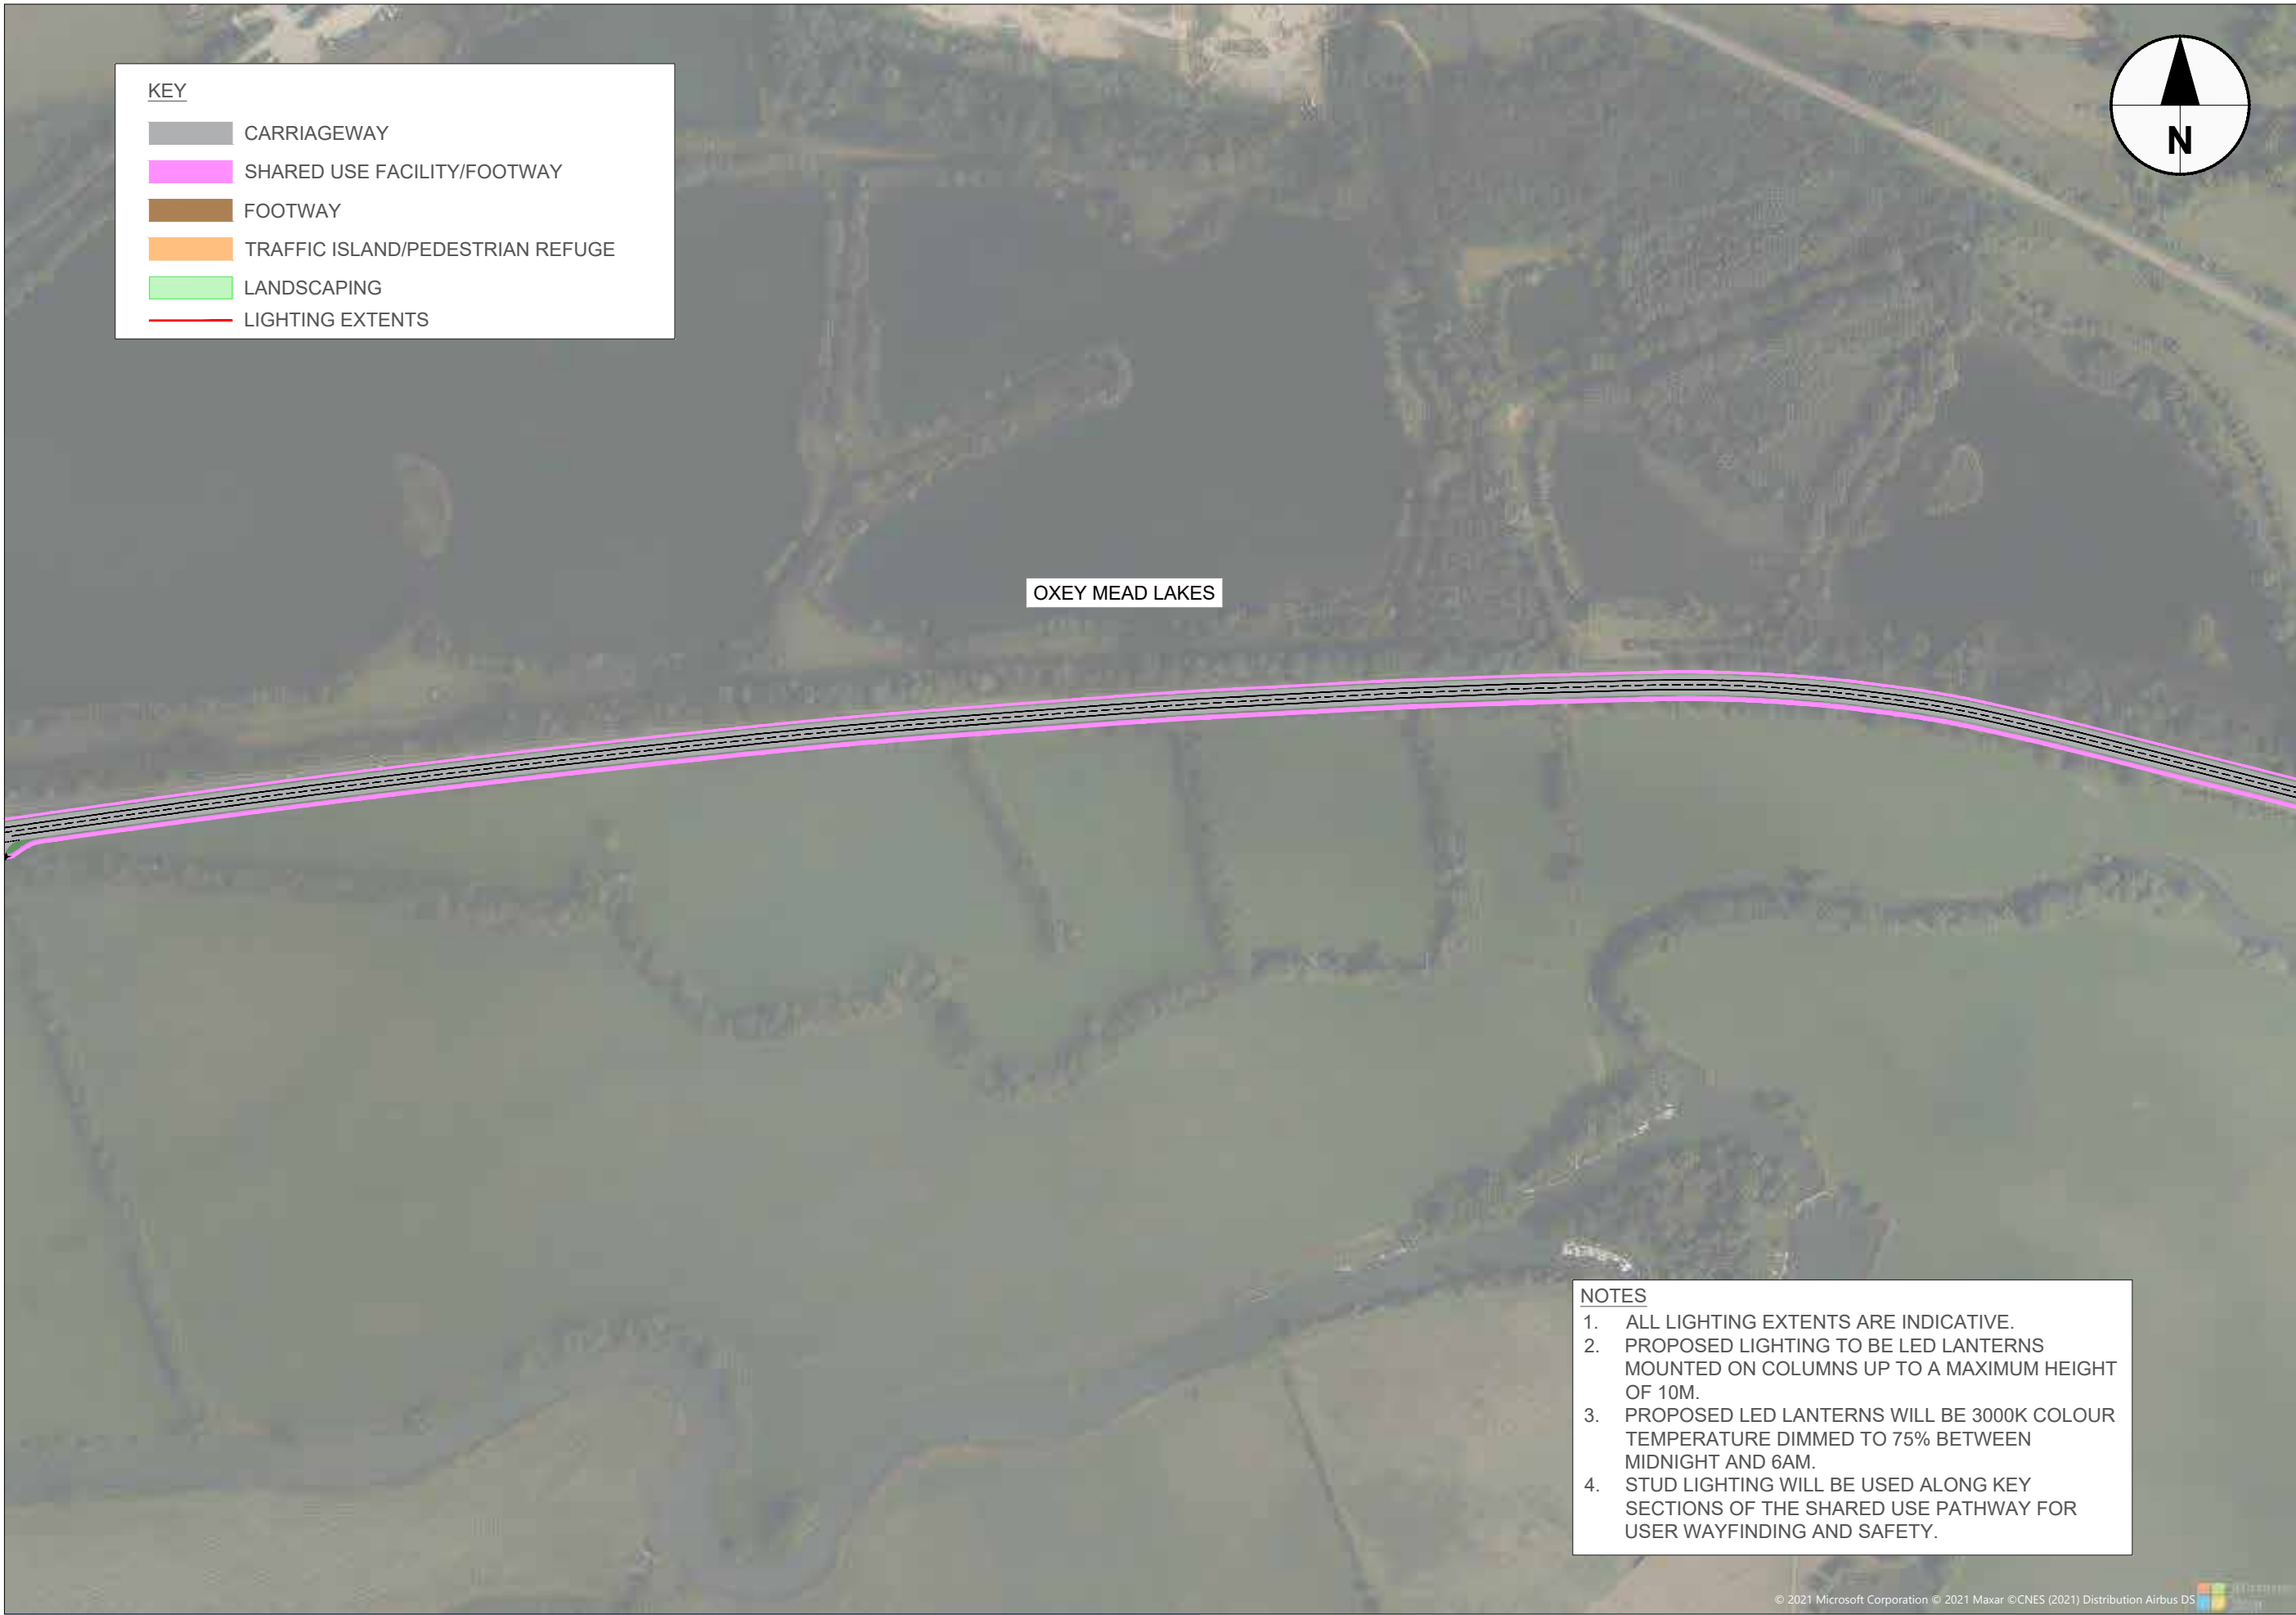 KEY
CARRIAGEWAY
SHARED USE FACILITY/FOOTWAY
FOOTWAY
TRAFFIC ISLAND/PEDESTRIAN REFUGE
LANDSCAPING
LIGHTING EXTENTS
N
OXEY MEAD LAKES
NOTES
1. ALL LIGHTING EXTENTS ARE INDICATIVE.
2. PROPOSED LIGHTING TO BE LED LANTERNS
MOUNTED ON COLUMNS UP TO A MAXIMUM HEIGHT
OF 10M.
3. PROPOSED LED LANTERNS WILL BE 3000K COLOUR
TEMPERATURE DIMMED TO 75% BETWEEN
MIDNIGHT AND 6AM.
4. STUD LIGHTING WILL BE USED ALONG KEY
SECTIONS OF THE SHARED USE PATHWAY FOR
USER WAYFINDING AND SAFETY.
© 2021 Microsoft Corporation © 2021 Maxar ©CNES (2021) Distribution Airbus DS